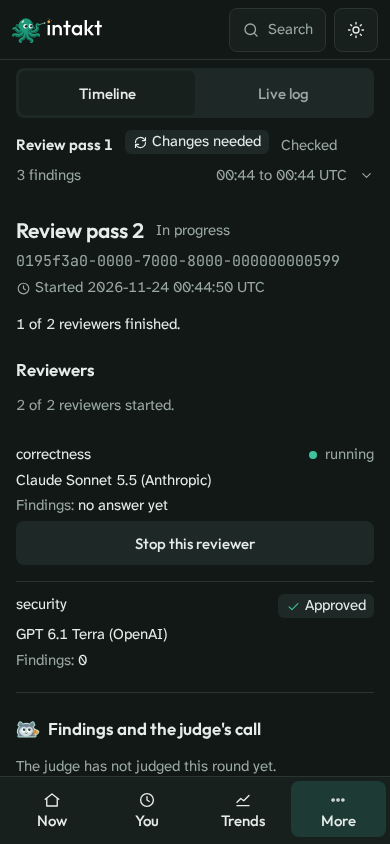 intakt
Search
Timeline
Live log
Review pass 1
Changes needed
Checked
3 findings
00:44 to 00:44 UTC
Review pass 2
In progress
0195f3a0-0000-7000-8000-000000000599
Started 2026-11-24 00:44:50 UTC
1 of 2 reviewers finished.
Reviewers
2 of 2 reviewers started.
correctness
running
Claude Sonnet 5.5 (Anthropic)
Findings: no answer yet
Stop this reviewer
security
Approved
GPT 6.1 Terra (OpenAI)
Findings: 0
Findings and the judge's call
The judge has not judged this round yet.
Now
You
Trends
More